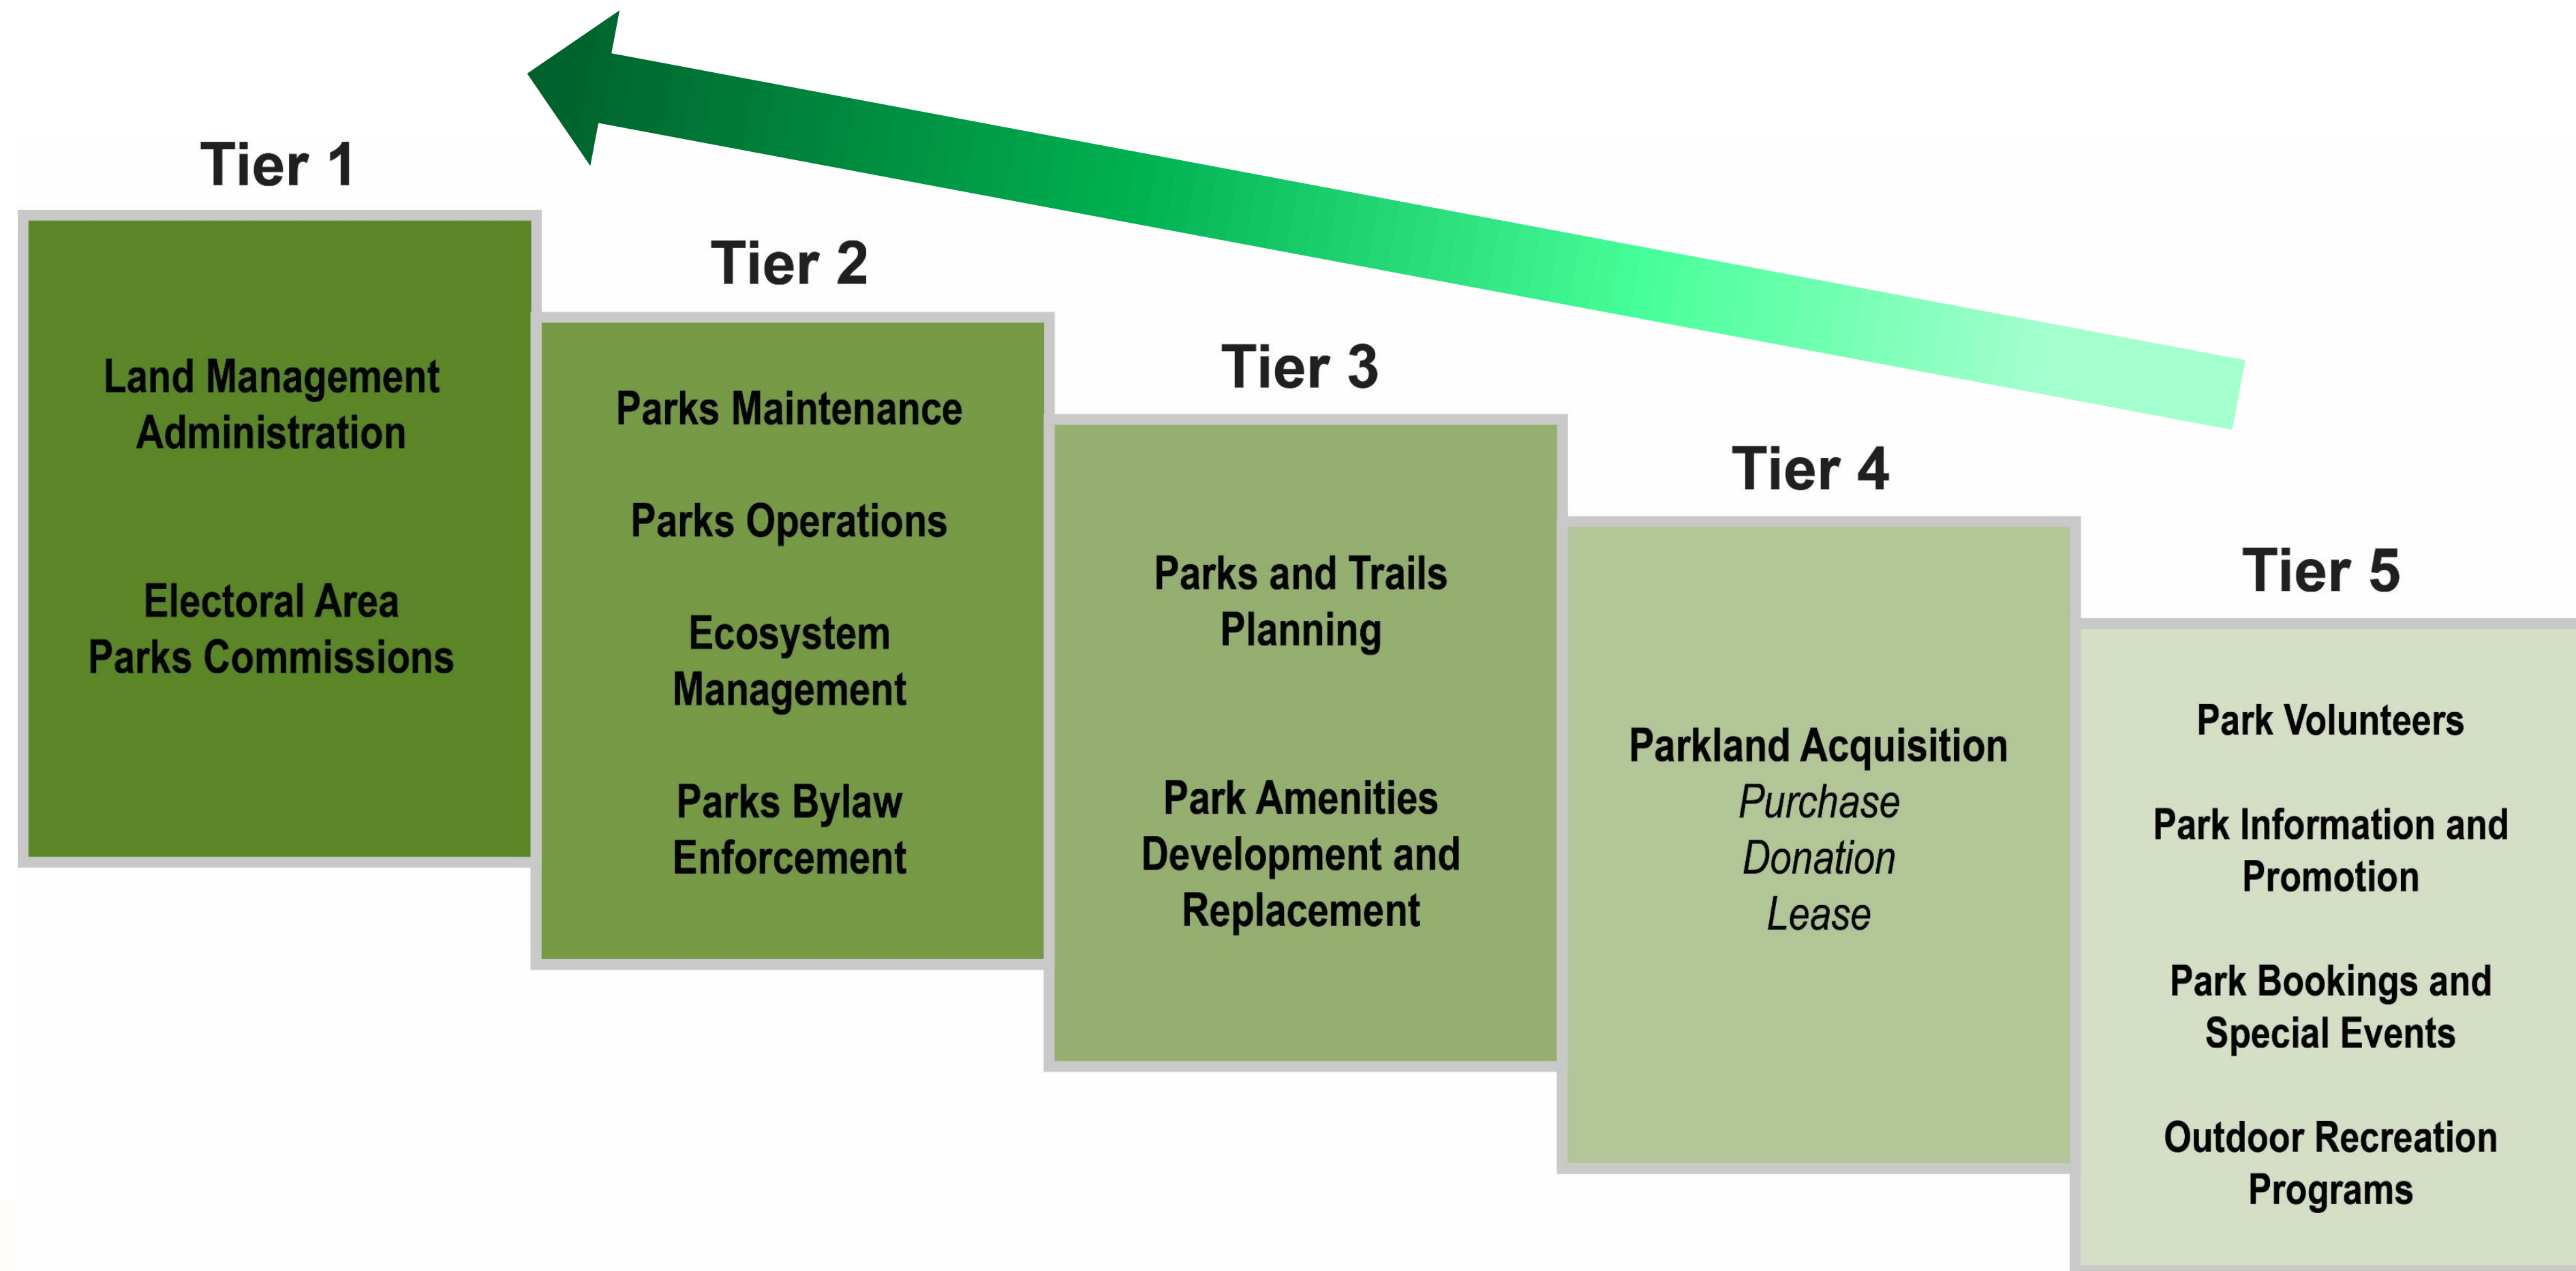 Tier 1
Land Management
Administration
Electoral Area
Parks Commissions
Tier 2
Parks Maintenance
Parks Operations
Ecosystem
Management
Parks Bylaw
Enforcement
Tier 3
Parks and Trails
Planning
Park Amenities
Development and
Replacement
Tier 4
Parkland Acquisition
Purchase
Donation
Lease
Tier 5
Park Volunteers
Park Information and
Promotion
Park Bookings and
Special Events
Outdoor Recreation
Programs